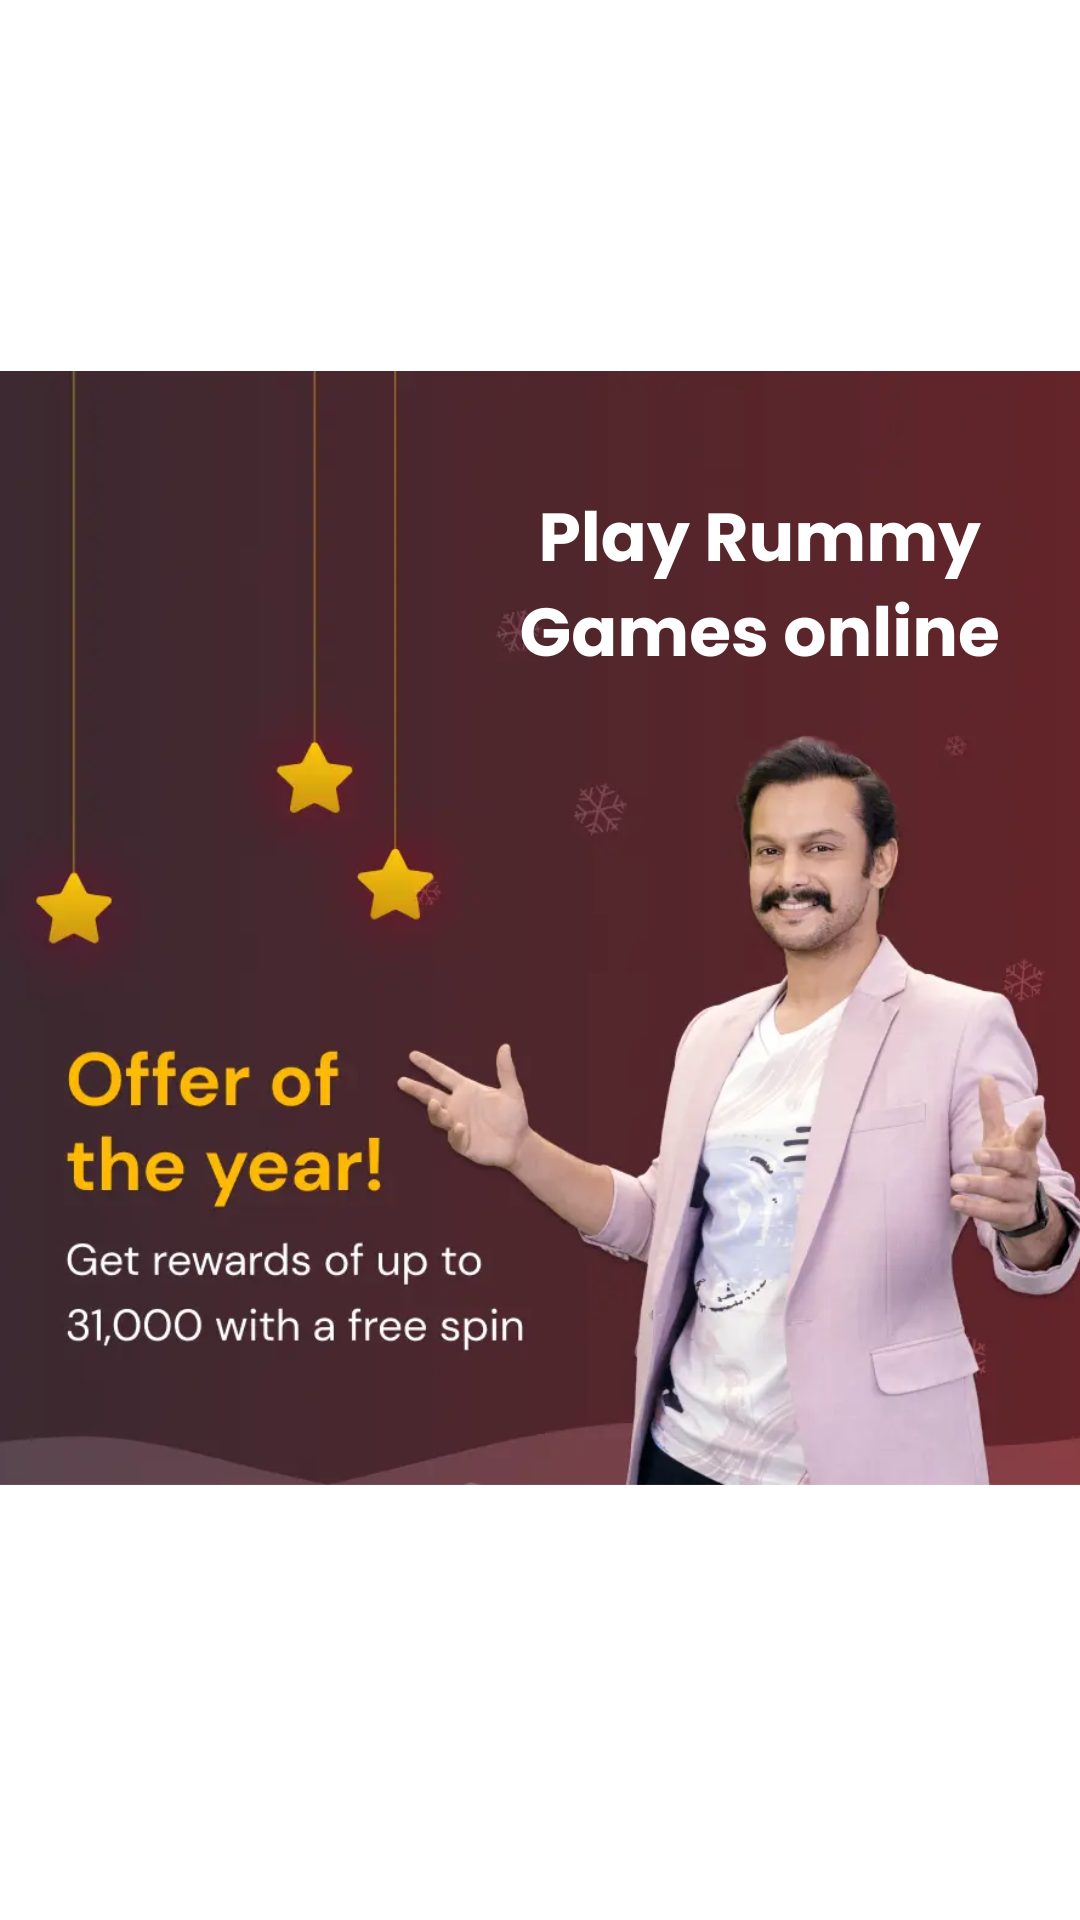 Play Rummy
Games online
Offer of
the year!
Get rewards of up to
31,000 with a free spin